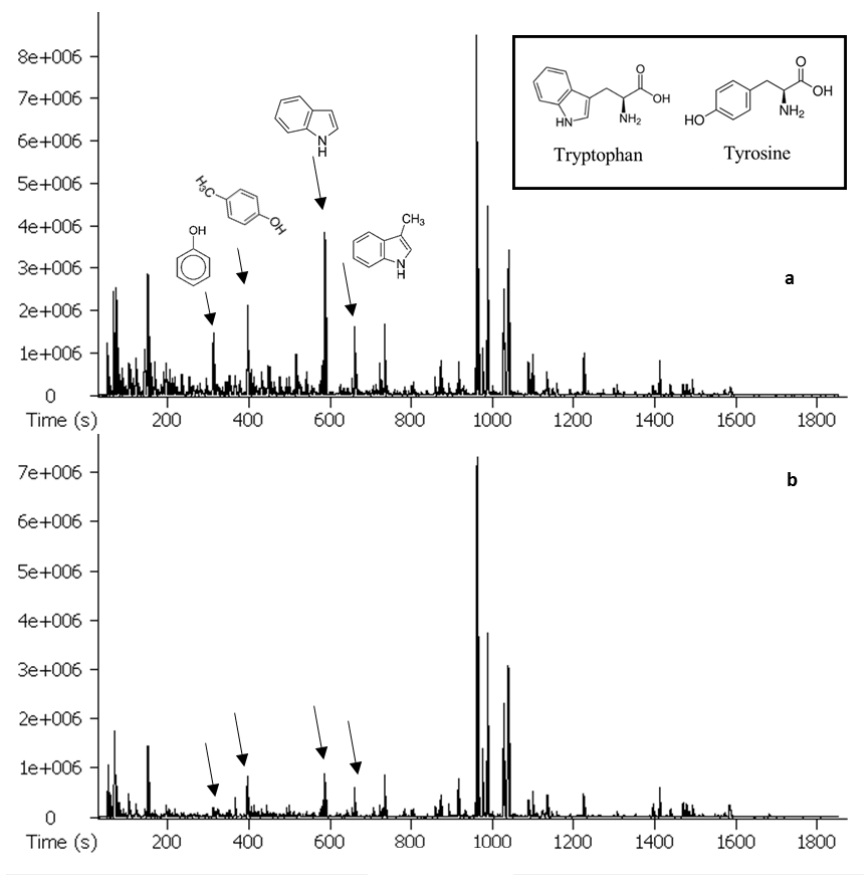 8e+006
7e+006
6e+006
5e+006
4e+006
3e+006
2e+006
1e+006
0
Time (s) 200 400 600 800 1000 1200 1400 1600 1800
OH
H₃C
OH
N
H
CH₃
N
H
O
OH
NH₂
HN
Tryptophan
O
OH
NH₂
HO
Tyrosine
a
7e+006
6e+006
5e+006
4e+006
3e+006
2e+006
1e+006
0
Time (s) 200 400 600 800 1000 1200 1400 1600 1800
b